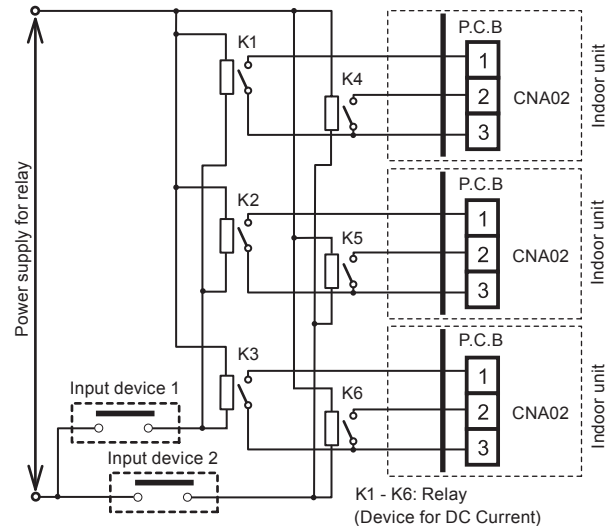 P.C.B
K1
1
K4
2
CNA02
3
Indoor unit
P.C.B
K2
1
K5
2
CNA02
3
Indoor unit
P.C.B
K3
1
K6
2
CNA02
3
Indoor unit
Power supply for relay
Input device 1
Input device 2
K1 - K6: Relay
(Device for DC Current)